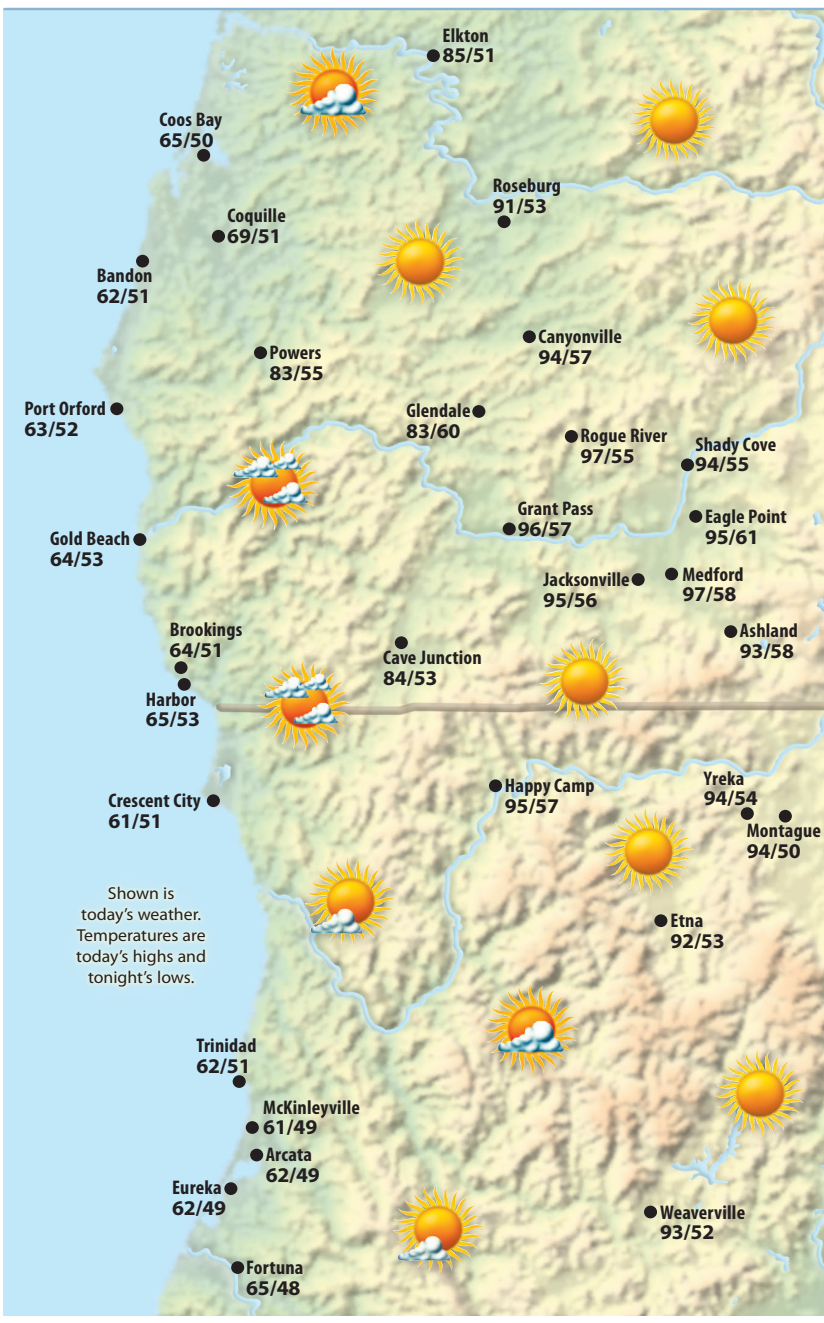 Elkton
85/51
Coos Bay
65/50
Roseburg
91/53
Coquille
69/51
Bandon
62/51
Canyonville
94/57
Powers
83/55
Port Orford
63/52
Glendale
83/60
Rogue River
97/55
Shady Cove
94/55
Grant Pass
96/57
Eagle Point
95/61
Gold Beach
64/53
Jacksonville
95/56
Medford
97/58
Brookings
64/51
Ashland
93/58
Cave Junction
84/53
Harbor
65/53
Happy Camp
95/57
Yreka
94/54
Crescent City
61/51
Montague
94/50
Shown is
today’s weather.
Temperatures are
today’s highs and
tonight’s lows.
Etna
92/53
Trinidad
62/51
McKinleyville
61/49
Arcata
62/49
Eureka
62/49
Weaverville
93/52
Fortuna
65/48